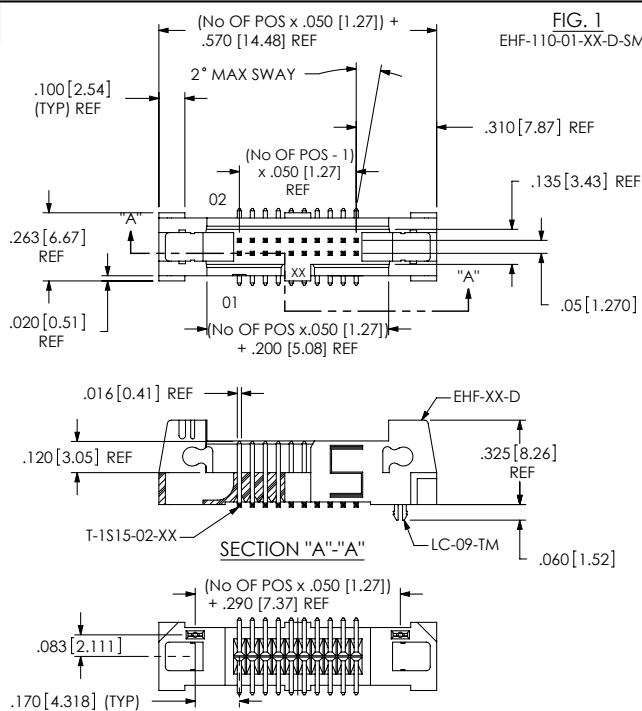 (No OF POS x .050 [1.27]) +
.570 [14.48] REF
FIG. 1
EHF-110-01-XX-D-SM
2° MAX SWAY
.100 [2.54]
(TYP) REF
.310 [7.87] REF
(No OF POS - 1)
x .050 [1.27]
REF
.135 [3.43] REF
02
"A"
.263 [6.67]
REF
XX
"A"
.05 [1.270]
.020 [0.51]
REF
01
(No OF POS x.050 [1.27])
+ .200 [5.08] REF
.016 [0.41] REF
EHF-XX-D
.120 [3.05] REF
.325 [8.26]
REF
T-1S15-02-XX
LC-09-TM
SECTION "A"-"A"
.060 [1.52]
(No OF POS x .050 [1.27])
+ .290 [7.37] REF
.083 [2.111]
.170 [4.318] (TYP)